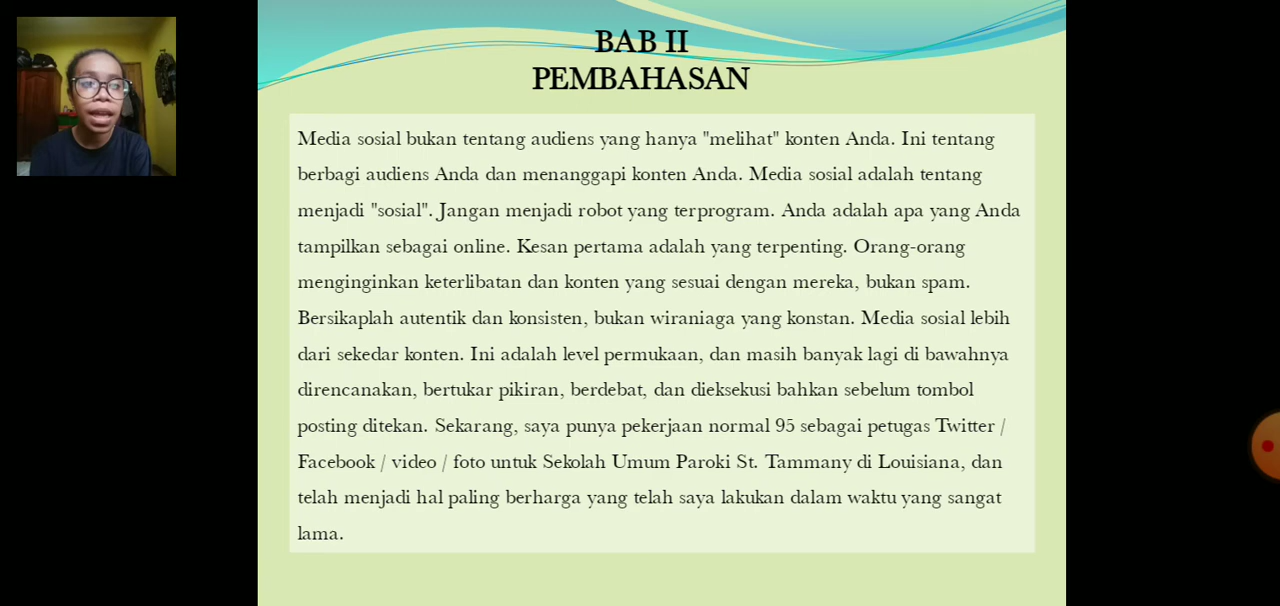 BAB II
PEMBAHASAN
Media sosial bukan tentang audiens yang hanya "melihat" konten Anda. Ini tentang
berbagi audiens Anda dan menanggapi konten Anda. Media sosial adalah tentang
menjadi "sosial". Jangan menjadi robot yang terprogram. Anda adalah apa yang Anda
tampilkan sebagai online. Kesan pertama adalah yang terpenting. Orang-orang
menginginkan keterlibatan dan konten yang sesuai dengan mereka, bukan spam.
Bersikaplah autentik dan konsisten, bukan wiraniaga yang konstan. Media sosial lebih
dari sekedar konten. Ini adalah level permukaan, dan masih banyak lagi di bawahnya
direncanakan, bertukar pikiran, berdebat, dan dieksekusi bahkan sebelum tombol
posting ditekan. Sekarang, saya punya pekerjaan normal 95 sebagai petugas Twitter /
Facebook / video / foto untuk Sekolah Umum Paroki St. Tammany di Louisiana, dan
telah menjadi hal paling berharga yang telah saya lakukan dalam waktu yang sangat
lama.